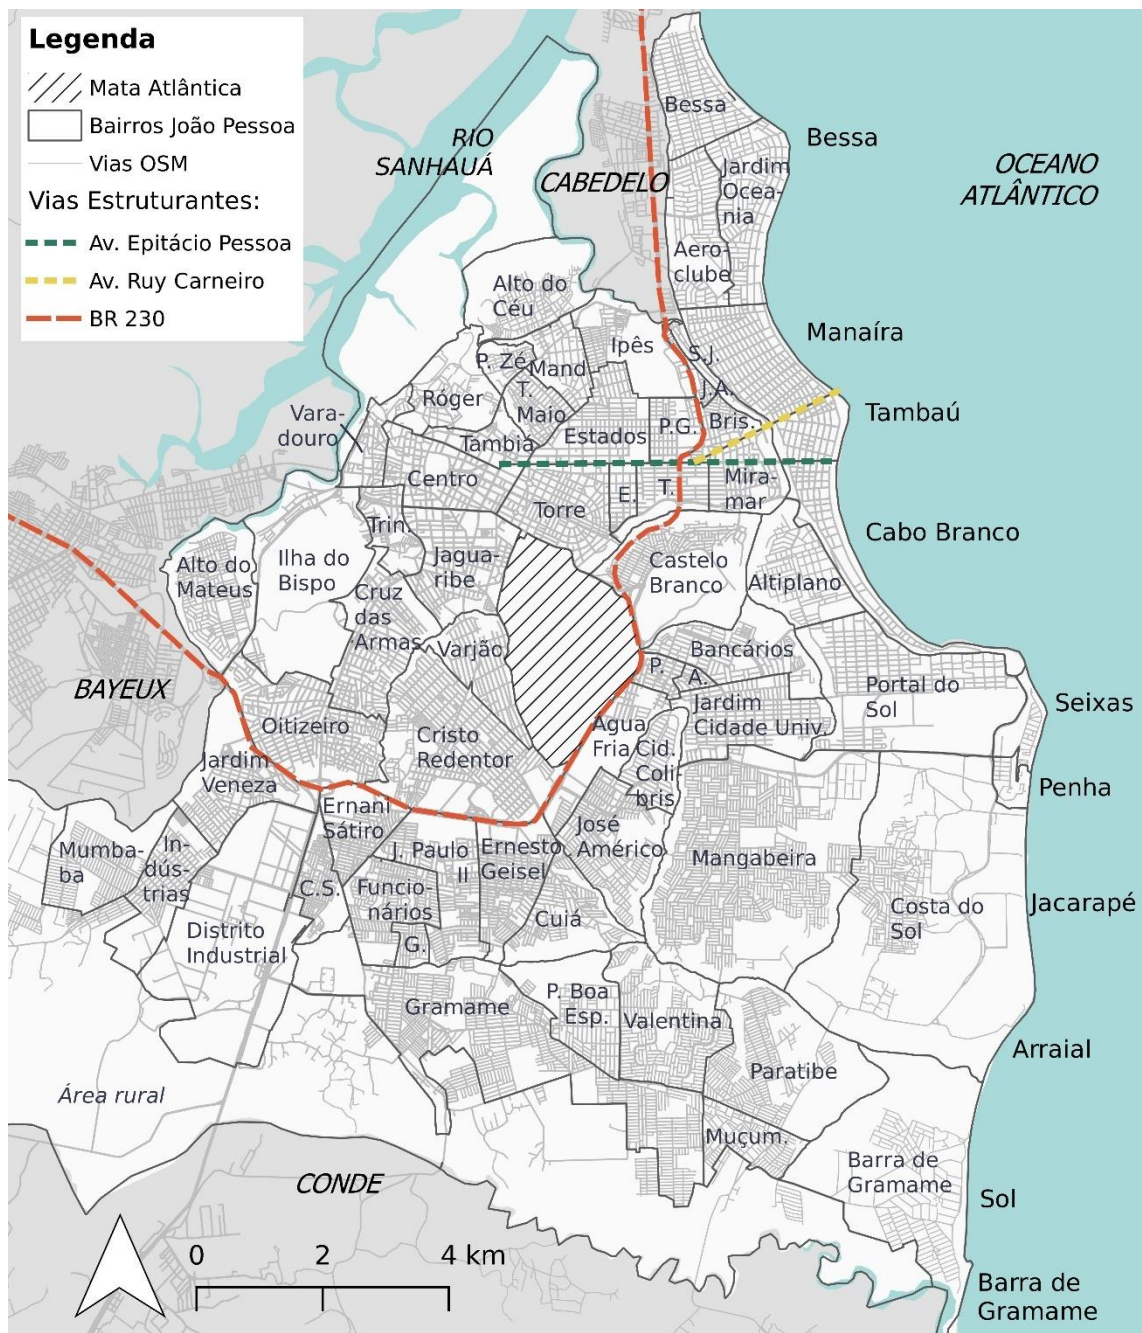 Legenda
Mata Atlântica
Bairros João Pessoa
Vias OSM
Vias Estruturantes:
Av. Epitácio Pessoa
Av. Ruy Carneiro
BR 230
RIO
SANHAUÁ
CABEDELO
OCEANO
ATLÂNTICO
Bessa
Bessa
Jardim
Ocea-
nia
Aero-
clube
Alto do
Céu
Manaíra
Ipês
S.J.
P. Zé
Mand
J.A.
T.
Maio
Róger
Tambaú
Vara-
douro
Tambiá
Estados
P.G.
Bris.
Centro
Torre
E.
T.
Mira-
mar
Trin.
Cabo Branco
Ilha do
Bispo
Alto do
Mateus
Jagua-
ribe
Castelo
Branco
Altiplano
Cruz
das
Armas
Varjão
Bancários
P.
A.
BAYEUX
Portal do
Sol
Seixas
Jardim
Cidade Univ.
Oitizeiro
Cristo
Redentor
Água
Fria
Cid.
Coli-
bris
Jardim
Veneza
Penha
Ernani
Sátiro
José
Américo
Mumba-
ba
In-
dús-
trias
J. Paulo
II
Ernesto
Geisel
Mangabeira
C.S.
Funcio-
nários
Cuiá
Costa do
Sol
Jacarapé
Distrito
Industrial
G.
Gramame
P. Boa
Esp.
Valentina
Arraial
Paratibe
Área rural
Muçum.
Barra de
Gramame
CONDE
Sol
0 2 4 km
Barra de
Gramame